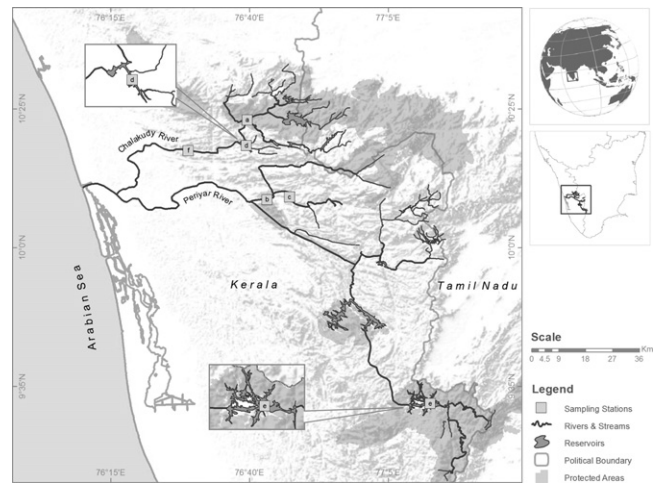 76°15'E
76°40'E
77°5'E
10°25'N
10°25'N
d
a
Chalakudy River
f
d
Periyar River
b
c
10°0'N
10°0'N
Kerala
Tamil Nadu
Arabian Sea
Scale
Km
0 4.5 9 18 27 36
9°35'N
e
e
Legend
Sampling Stations
Rivers & Streams
Reservoirs
Political Boundary
Protected Areas
76°15'E
76°40'E
77°5'E